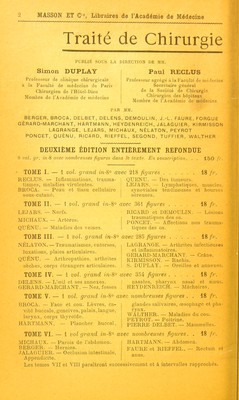 2 MASSON ET Cie, Libraires de l'Académie de Médecine
Traité de Chirurgie
PUBLIÉ SOUS LA DIRECTION DE MM.
Simon DUPLAY
Professeur de clinique chirurgicale
à la Faculté de médecine de Paris
Chirurgien de l'Hôtel-Dieu
Membre de l'Académie de médecine
Paul RECLUS
Professeur agrégé à la Faculté de médecine
Secrétaire général
de la Société de Chirurgie
Chirurgien des hôpitaux
Membre de l'Académie de médecine
PAR MM.
BERGER, BROCA, DELBET, DELENS, DEMOULIN, J.-L. FAURE, FORGUE
GÉRARD-MARCHANT, HARTMANN, HEYDENREICH, JALAGUIER, KIRMISSON
LAGRANGE, LEJARS, MICHAUX, NÉLATON, PEYROT
PONCET, QUÉNU, RICARD, RIEFFEL, SEGOND, TUFFIER, WALTHER
DEUXIÈME ÉDITION ENTIÈREMENT REFONDUE
8 vol. gr. in-8 avec nombreuses figures dans le texte. En souscription. . . 150 fr.
TOME I. — 1 vol. grand in-8° avec 218 figures. . 18 fr.
RECLUS. — Inflammations, traumatismes, maladies virulentes.
BROCA. — Peau et tissu cellulaire sous-cutané.
QUÉNU. — Des tumeurs.
LEJARS. — Lymphatiques, muscles, synoviales tendineuses et bourses séreuses.
TOME II. — 1 vol. grand in-8° avec 361 figures 18 fr.
LEJARS. — Nerfs.
MICHAUX. — Artères.
QUÉNU. — Maladies des veines.
RICARD et DEMOULIN. — Lésions traumatiques des os.
PONCET. — Affections non traumatiques des os.
TOME III. — 1 vol. grand in-8° avec 285 figures. . 18 fr.
NÉLATON. — Traumatismes, entorses, luxations, plaies articulaires.
QUÉNU. — Arthropathies, arthrites sèches, corps étrangers articulaires.
LAGRANGE. — Arthrites infectieuses et inflammatoires.
GÉRARD-MARCHANT. — Crâne.
KIRMISSON. — Rachis.
S. DUPLAY. — Oreilles et annexes.
TOME IV. — 1 vol. grand in-8° avec 354 figures. . 18 fr.
DELENS. — L'œil et ses annexes.
GÉRARD-MARCHANT. — Nez, fosses nasales, pharynx nasal et sinus.
HEYDENREICH. — Mâchoires.
TOME V. — 1 vol. grand in-8° avec nombreuses figures. . 18 fr.
BROCA. — Face et cou. Lèvres, cavité buccale, gencives, palais, langue, larynx, corps thyroïde.
HARTMANN. — Plancher buccal, glandes salivaires, œsophage et pharynx.
WALTHER. — Maladies du cou.
PEYROT. — Poitrine.
PIERRE DELBET. — Mamelles.
TOME VI. — 1 vol. grand in-8° avec nombreuses figures. . 18 fr.
MICHAUX. — Parois de l'abdomen.
BERGER. — Hernies.
JALAGUIER. — Occlusion intestinale, Appendicite.
HARTMANN. — Abdomen.
FAURE et RIEFFEL. — Rectum et anus.
Les tomes VII et VIII paraîtront successivement et à intervalles rapprochés.